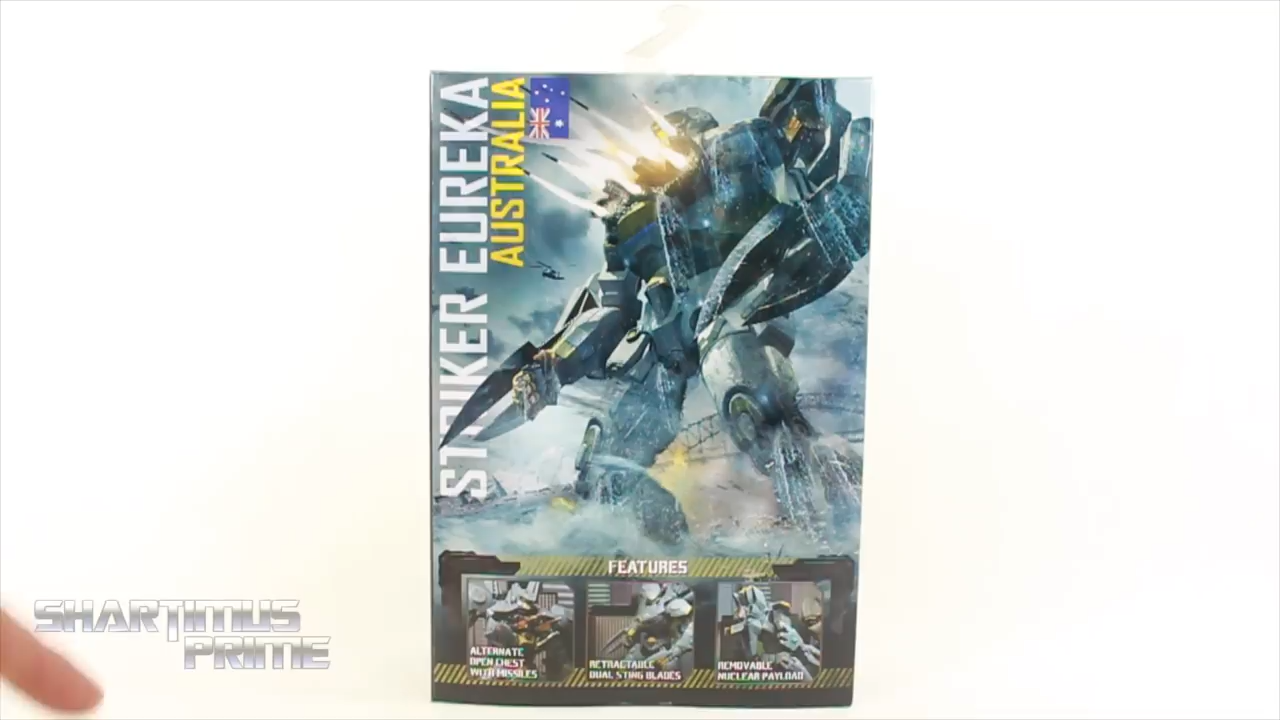 STRIKER EUREKA
AUSTRALIA
FEATURES
ALTERNATE
OPEN CHEST
WITH MISSILES
RETRACTABLE
DUAL STING BLADES
REMOVABLE
NUCLEAR PAYLOAD
SHARTIMUS
PRIME